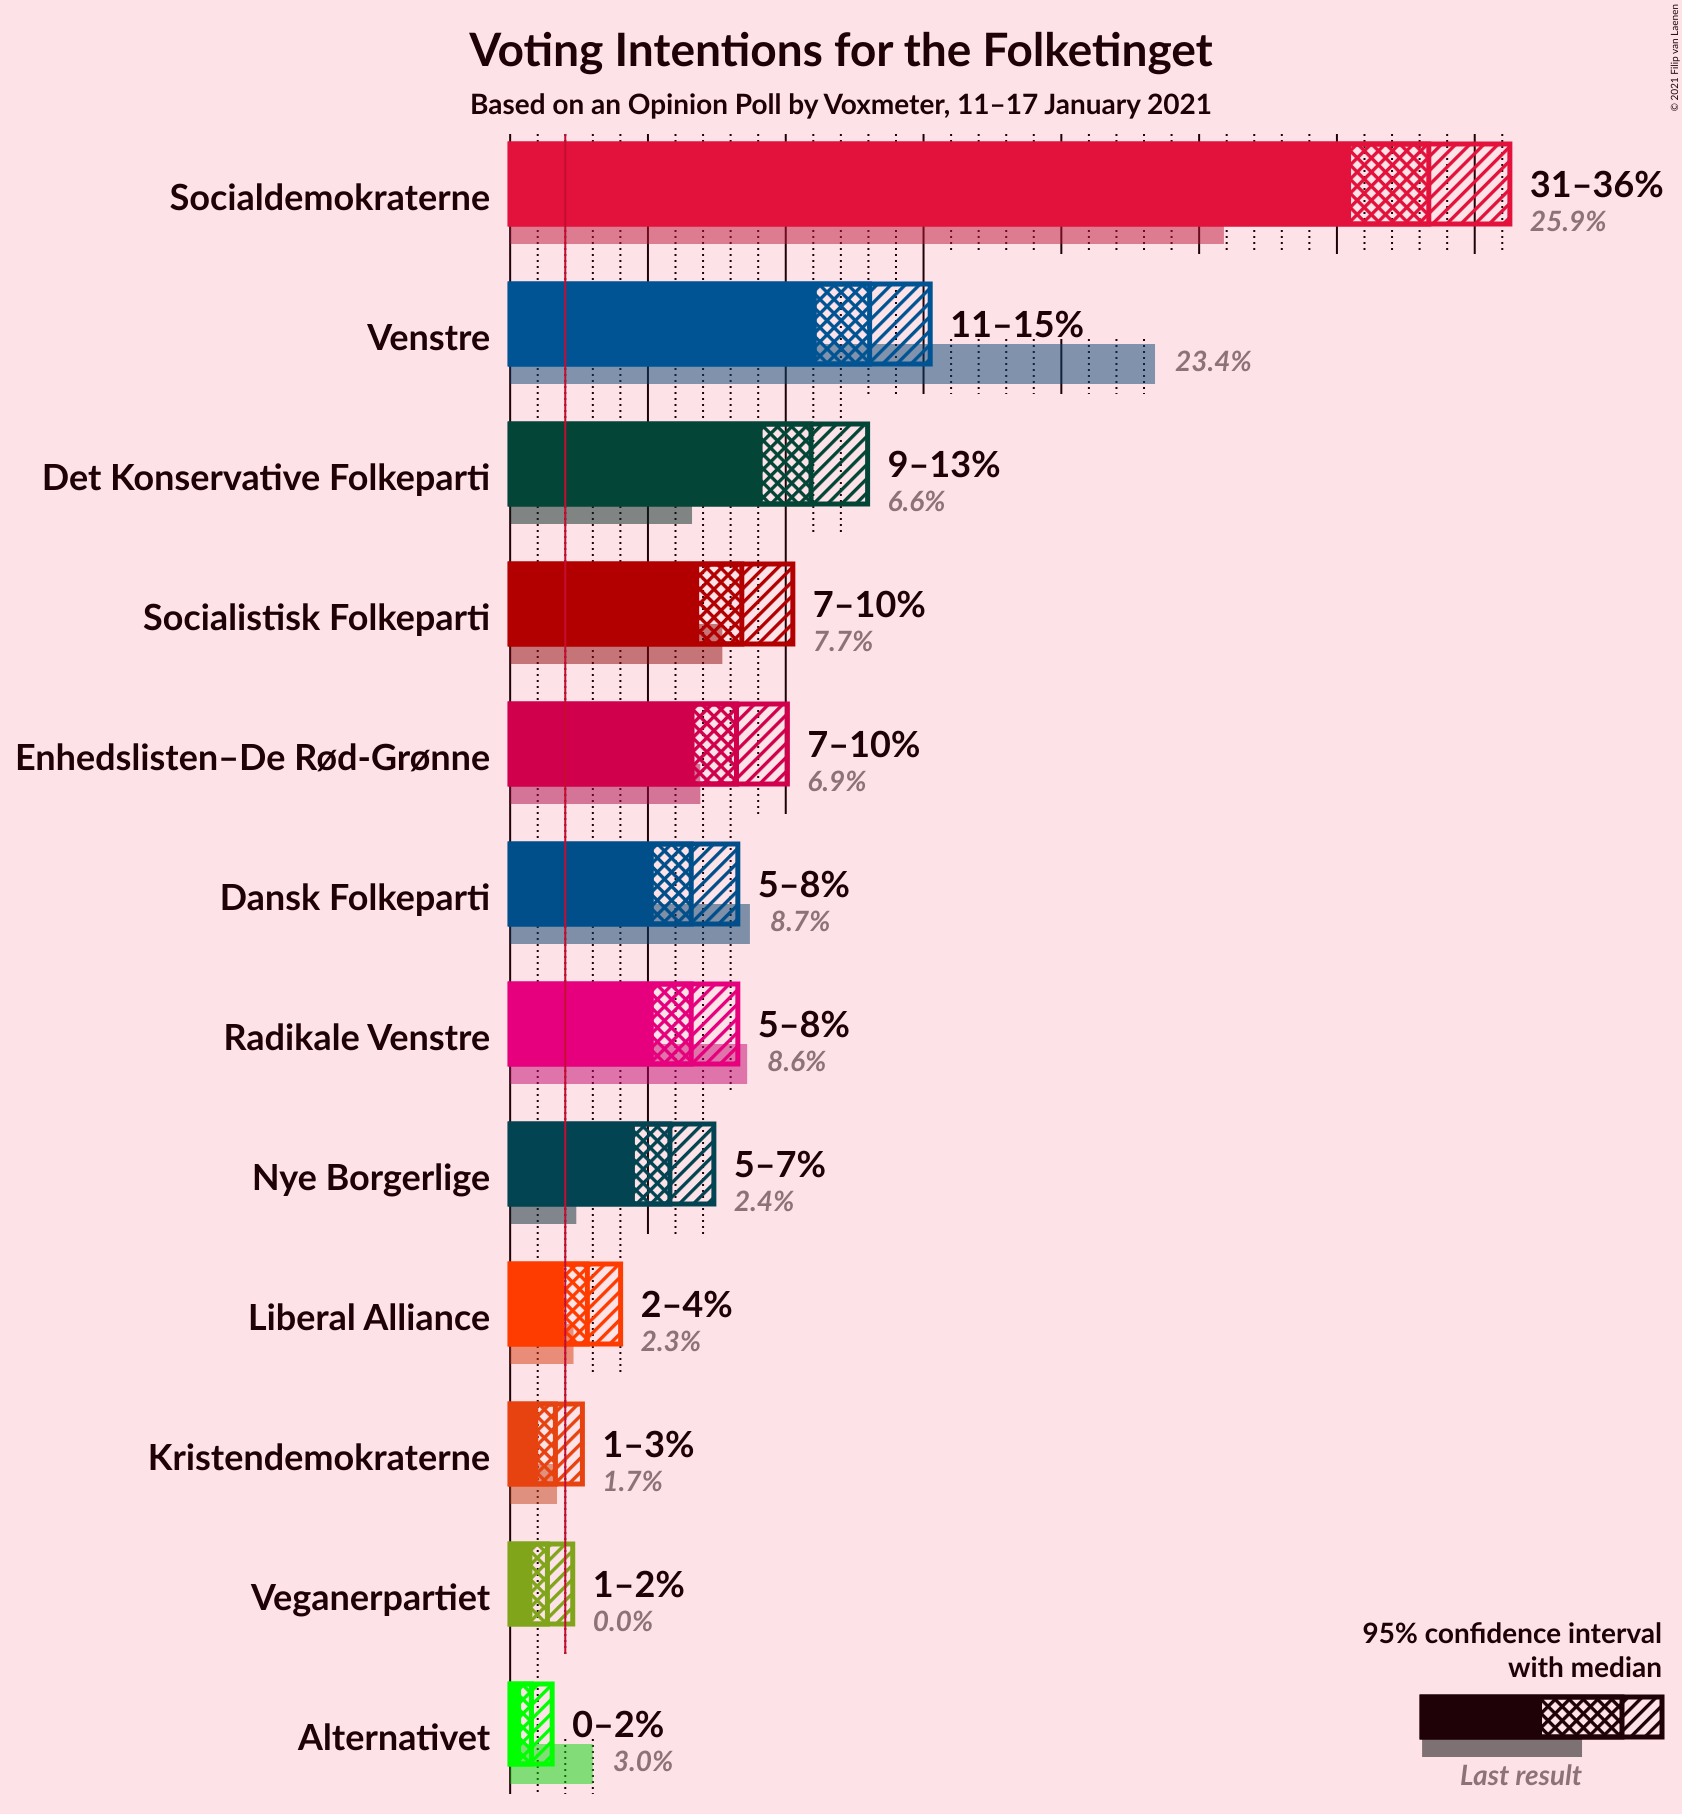 Voting Intentions for the Folketinget
Based on an Opinion Poll by Voxmeter, 11–17 January 2021
© 2021 Filip van Laenen
Socialdemokraterne
31–36%
25.9%
Venstre
11–15%
23.4%
Det Konservative Folkeparti
9–13%
6.6%
Socialistisk Folkeparti
7–10%
7.7%
Enhedslisten–De Rød-Grønne
7–10%
6.9%
Dansk Folkeparti
5–8%
8.7%
Radikale Venstre
5–8%
8.6%
Nye Borgerlige
5–7%
2.4%
Liberal Alliance
2–4%
2.3%
Kristendemokraterne
1–3%
1.7%
Veganerpartiet
1–2%
0.0%
Alternativet
0–2%
3.0%
95% confidence interval
with median
Last result